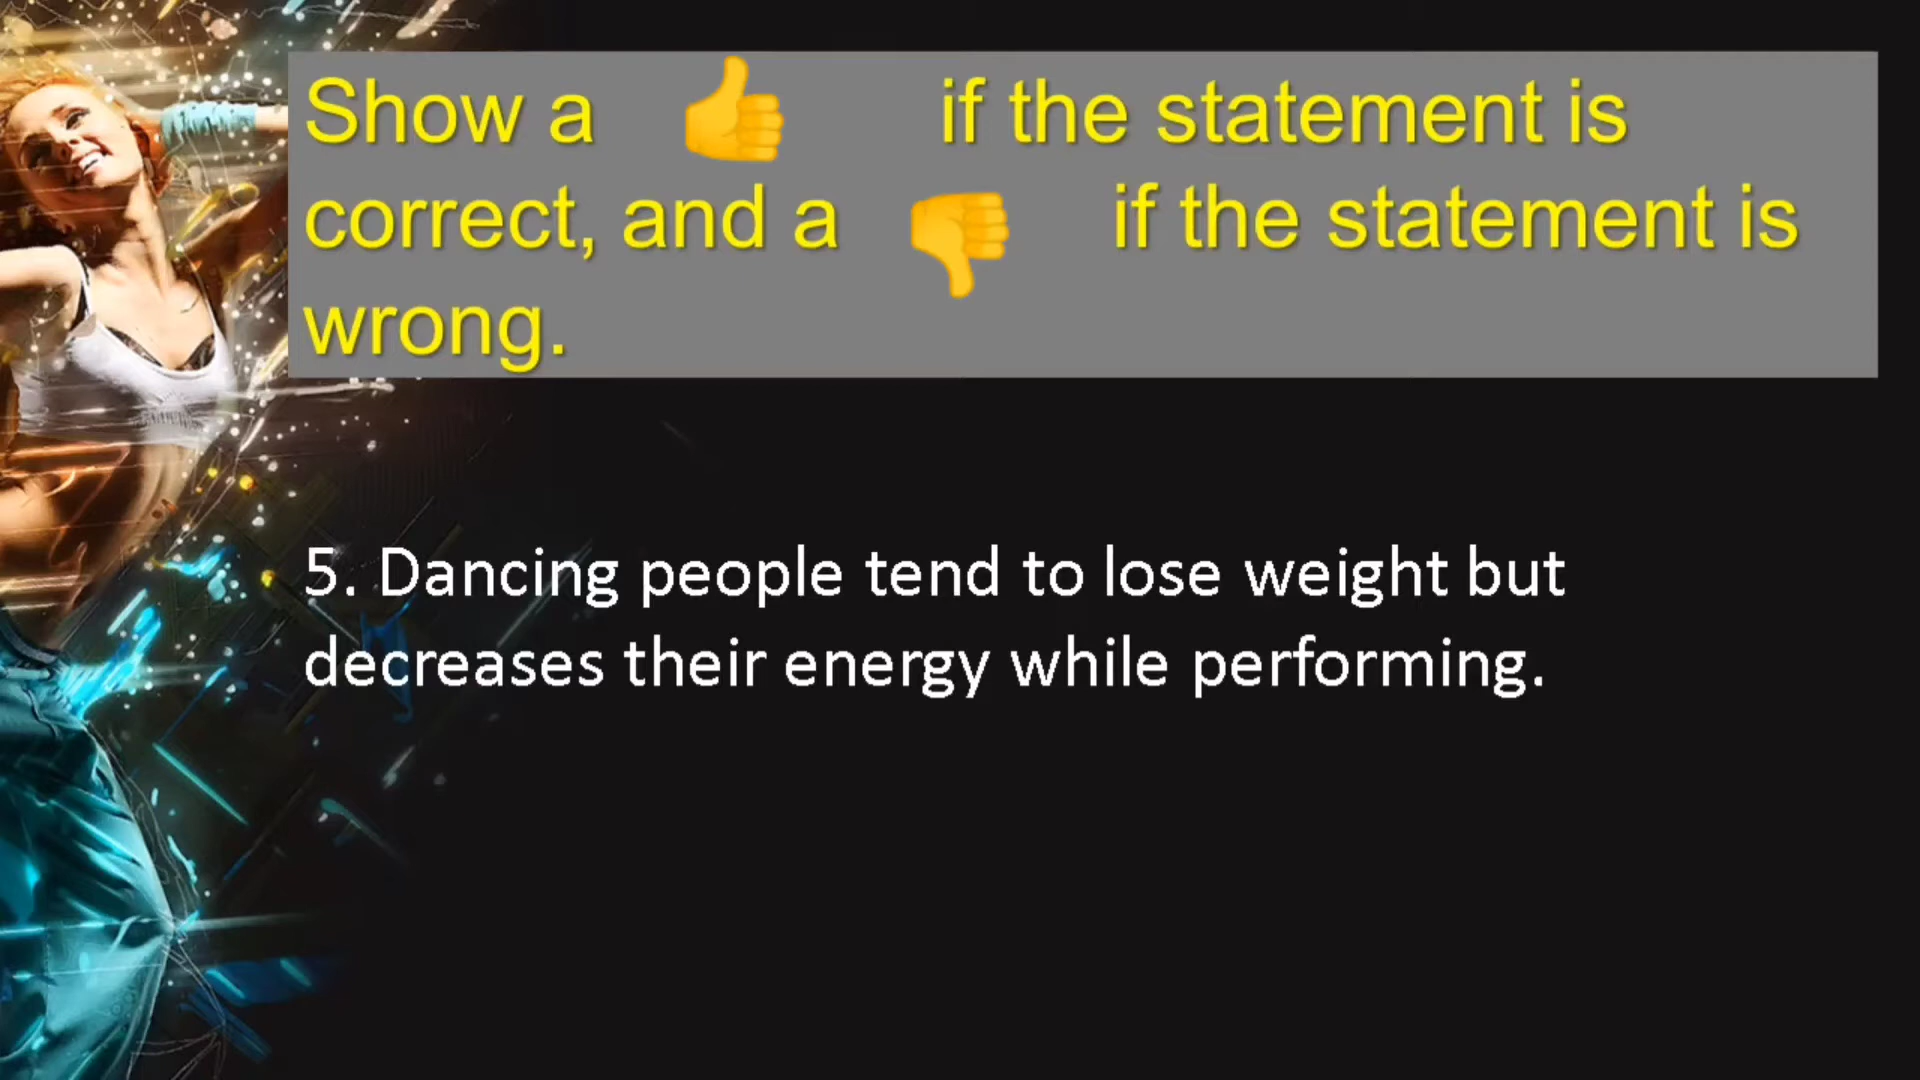 Show a 👍 if the statement is
correct, and a 👎 if the statement is
wrong.
5. Dancing people tend to lose weight but
decreases their energy while performing.